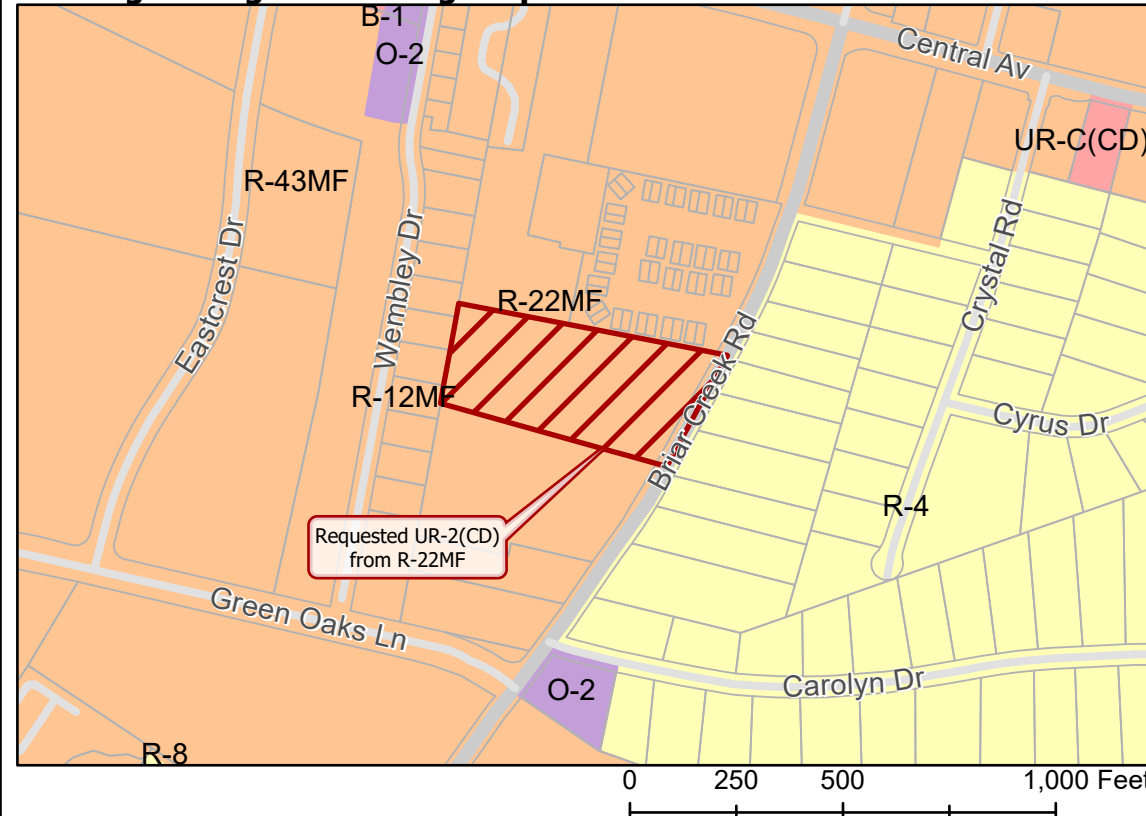 B-1
O-2
Central Av
UR-C(CD)
R-43MF
Eastcrest Dr
Wembley Dr
Crystal Rd
R-22MF
Briar Creek Rd
R-12MF
Cyrus Dr
R-4
Requested UR-2(CD)
from R-22MF
Green Oaks Ln
Carolyn Dr
O-2
R-8
0 250 500 1,000 Feet